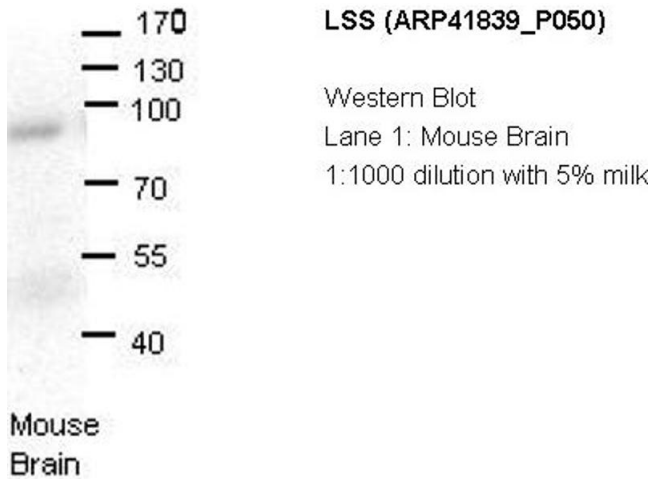 170
130
100
70
55
40
Mouse
Brain
LSS (ARP41839_P050)
Western Blot
Lane 1: Mouse Brain
1:1000 dilution with 5% milk